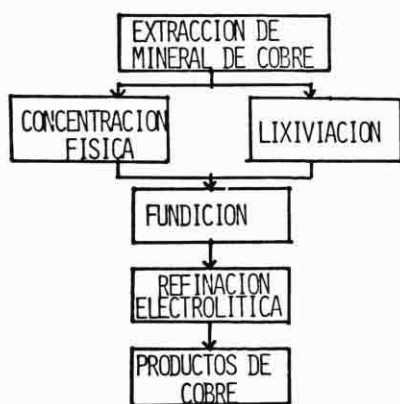 EXTRACCION DE
MINERAL DE COBRE
CONCENTRACION
FISICA
LIXIVIACION
FUNDICION
REFINACION
ELECTROLITICA
PRODUCTOS DE
COBRE